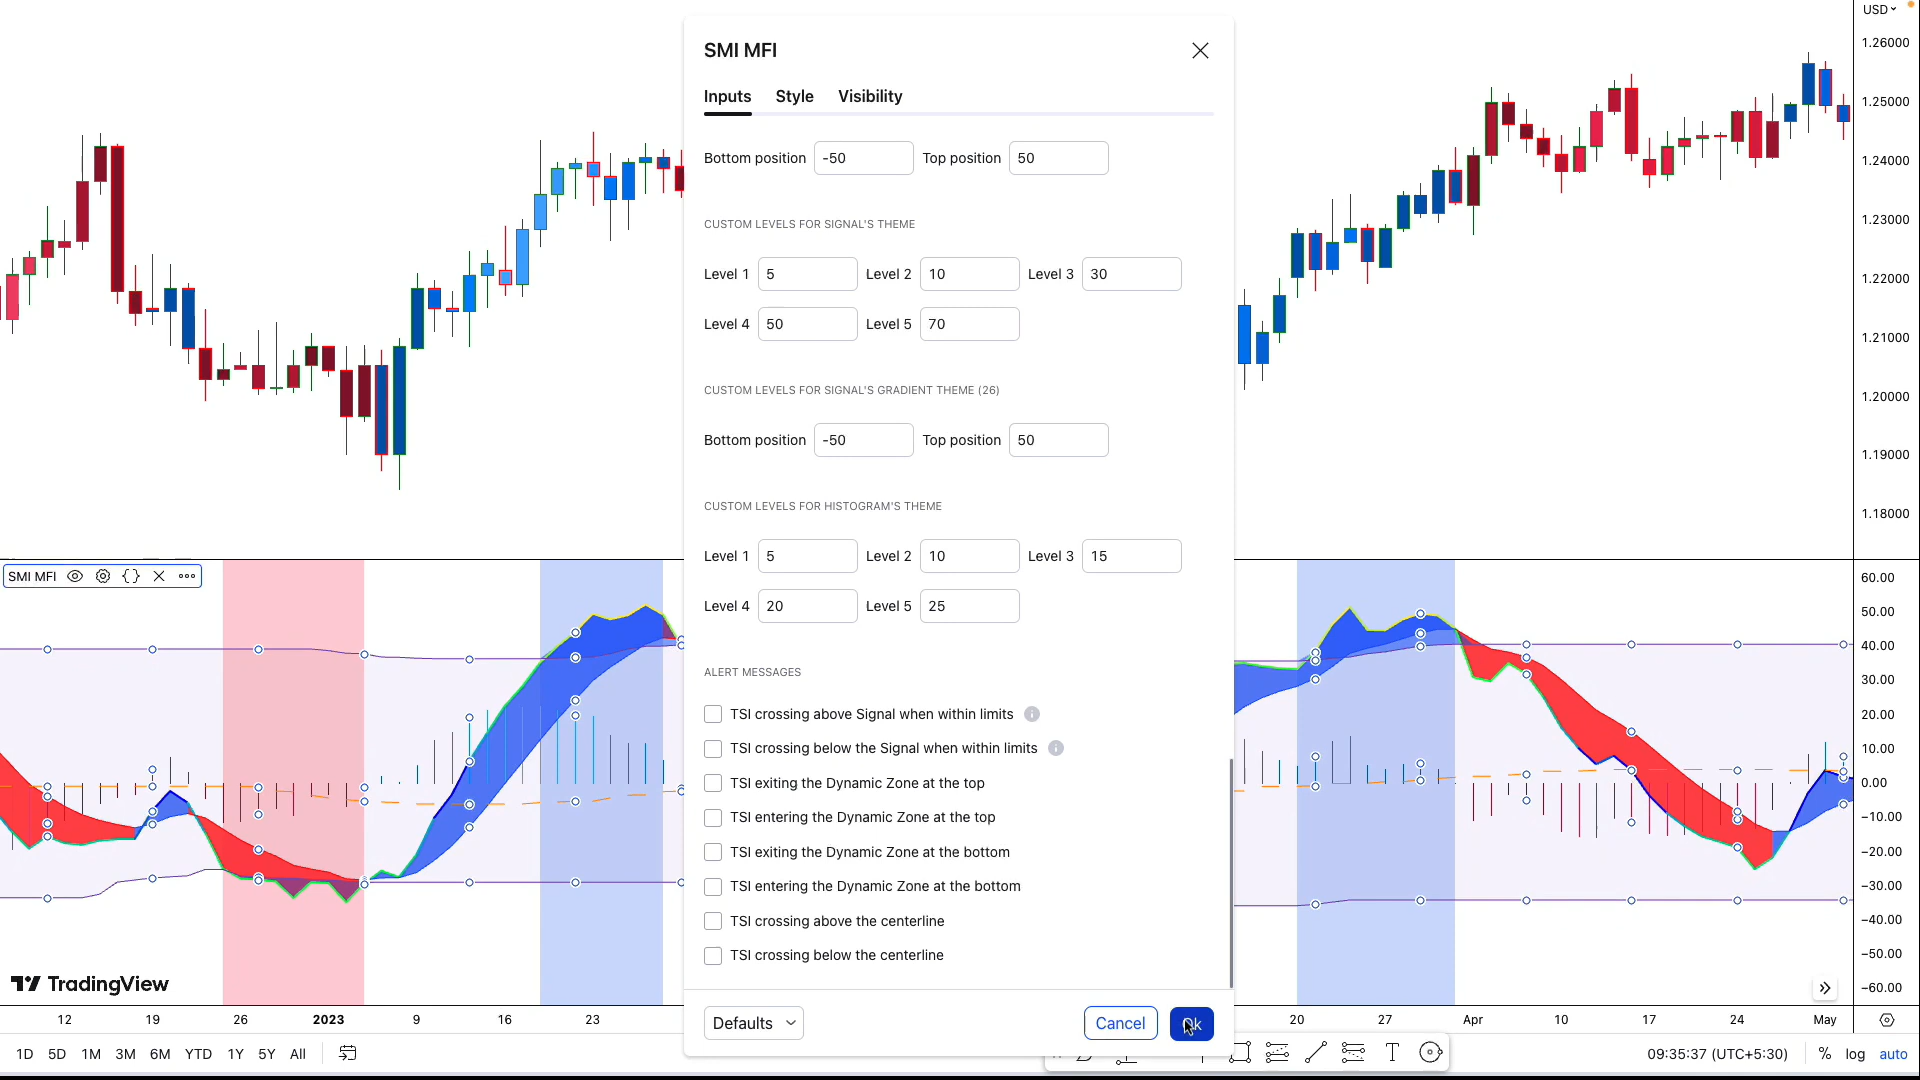 SMI MFI
Inputs Style Visibility
Bottom position -50 Top position 50
CUSTOM LEVELS FOR SIGNAL'S THEME
Level 1 5 Level 2 10 Level 3 30
Level 4 50 Level 5 70
CUSTOM LEVELS FOR SIGNAL'S GRADIENT THEME (26)
Bottom position -50 Top position 50
CUSTOM LEVELS FOR HISTOGRAM'S THEME
Level 1 5 Level 2 10 Level 3 15
Level 4 20 Level 5 25
ALERT MESSAGES
TSI crossing above Signal when within limits
TSI crossing below the Signal when within limits
TSI exiting the Dynamic Zone at the top
TSI entering the Dynamic Zone at the top
TSI exiting the Dynamic Zone at the bottom
TSI entering the Dynamic Zone at the bottom
TSI crossing above the centerline
TSI crossing below the centerline
Defaults Cancel Ok
USD
1.26000
1.25000
1.24000
1.23000
1.22000
1.21000
1.20000
1.19000
1.18000
SMI MFI
60.00
50.00
40.00
30.00
20.00
10.00
0.00
−10.00
−20.00
−30.00
−40.00
−50.00
−60.00
TradingView
12 19 26 2023 9 16 23 20 27 Apr 10 17 24 May
1D 5D 1M 3M 6M YTD 1Y 5Y All
09:35:37 (UTC+5:30) % log auto